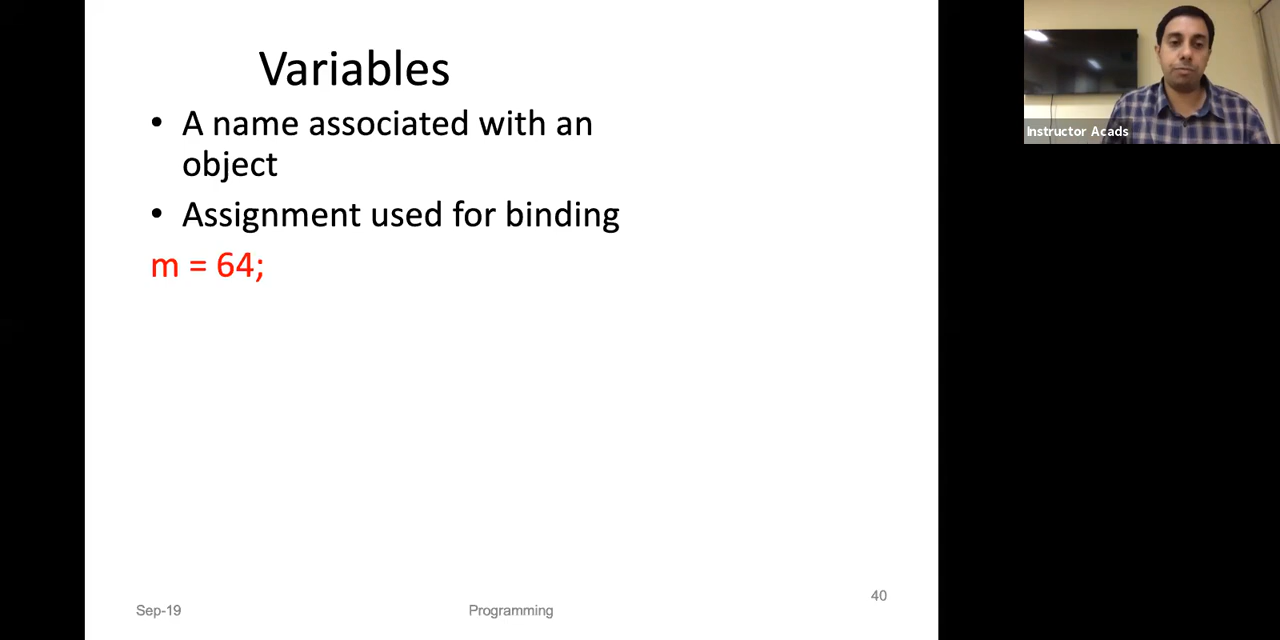 Variables
• A name associated with an
object
• Assignment used for binding
m = 64;
Instructor Acads
Sep-19
Programming
40